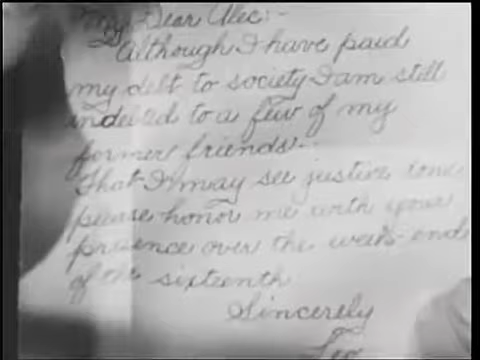 My Dear Alec:-
Although I have paid
my debt to society I am still
indebted to a few of my
former friends:-
That I may see justice done
please honor me with your
presence over the week-end
of the sixteenth
Sincerely
Leo